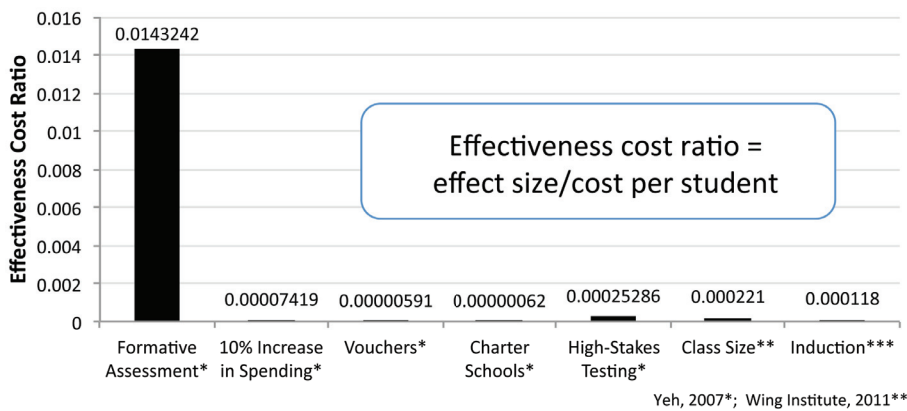 Effectiveness Cost Ratio
0.016
0.014
0.012
0.01
0.008
0.006
0.004
0.002
0
0.0143242
0.00007419
0.00000591
0.00000062
0.00025286
0.000221
0.000118
Effectiveness cost ratio =
effect size/cost per student
Formative
Assessment*
10% Increase
in Spending*
Vouchers*
Charter
Schools*
High-Stakes
Testing*
Class Size**
Induction***
Yeh, 2007*; Wing Institute, 2011**